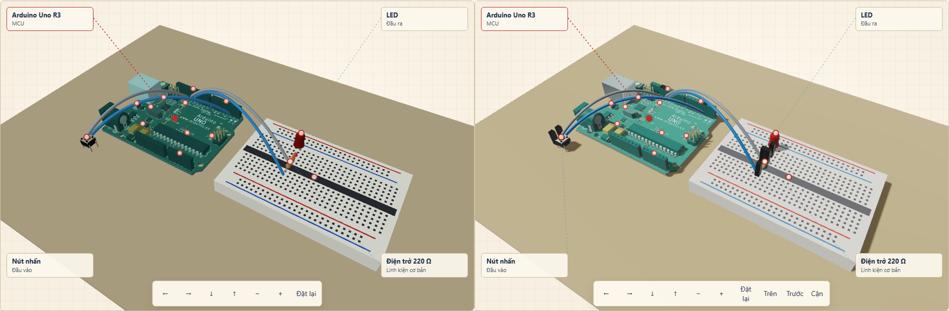 Arduino Uno R3
MCU
LED
Đầu ra
Nút nhấn
Đầu vào
Điện trở 220 Ω
Linh kiện cơ bản
← → ↓ ↑ − + Đặt lại
Arduino Uno R3
MCU
LED
Đầu ra
Nút nhấn
Đầu vào
Điện trở 220 Ω
Linh kiện cơ bản
← → ↓ ↑ − + Đặt lại Trên Trước Cận